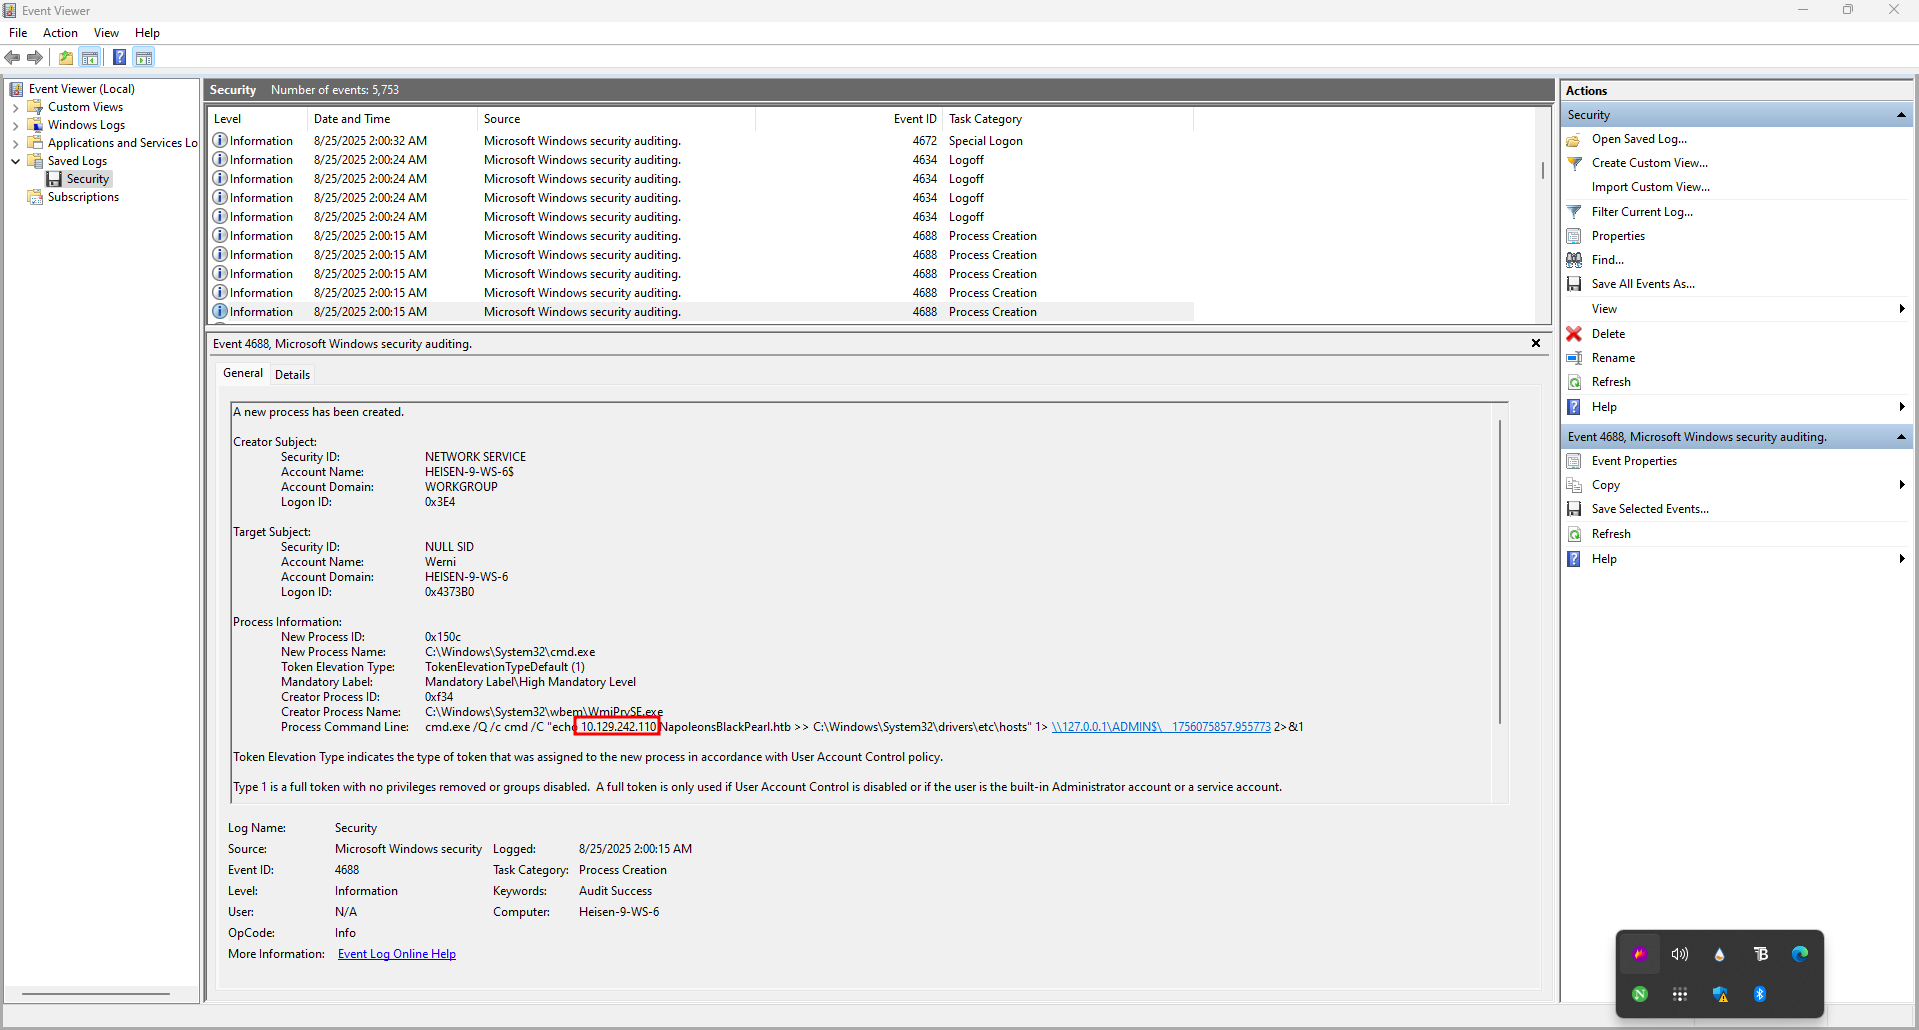 Event Viewer
File Action View Help
Event Viewer (Local)
Custom Views
Windows Logs
Applications and Services Lo
Saved Logs
Security
Subscriptions
Security Number of events: 5,753
Level Date and Time Source Event ID Task Category
Information 8/25/2025 2:00:32 AM Microsoft Windows security auditing. 4672 Special Logon
Information 8/25/2025 2:00:24 AM Microsoft Windows security auditing. 4634 Logoff
Information 8/25/2025 2:00:24 AM Microsoft Windows security auditing. 4634 Logoff
Information 8/25/2025 2:00:24 AM Microsoft Windows security auditing. 4634 Logoff
Information 8/25/2025 2:00:24 AM Microsoft Windows security auditing. 4634 Logoff
Information 8/25/2025 2:00:15 AM Microsoft Windows security auditing. 4688 Process Creation
Information 8/25/2025 2:00:15 AM Microsoft Windows security auditing. 4688 Process Creation
Information 8/25/2025 2:00:15 AM Microsoft Windows security auditing. 4688 Process Creation
Information 8/25/2025 2:00:15 AM Microsoft Windows security auditing. 4688 Process Creation
Information 8/25/2025 2:00:15 AM Microsoft Windows security auditing. 4688 Process Creation
Event 4688, Microsoft Windows security auditing.
General Details
A new process has been created.
Creator Subject:
Security ID: NETWORK SERVICE
Account Name: HEISEN-9-WS-6$
Account Domain: WORKGROUP
Logon ID: 0x3E4
Target Subject:
Security ID: NULL SID
Account Name: Werni
Account Domain: HEISEN-9-WS-6
Logon ID: 0x4373B0
Process Information:
New Process ID: 0x150c
New Process Name: C:\Windows\System32\cmd.exe
Token Elevation Type: TokenElevationTypeDefault (1)
Mandatory Label: Mandatory Label\High Mandatory Level
Creator Process ID: 0xf34
Creator Process Name: C:\Windows\System32\wbem\WmiPrvSE.exe
Process Command Line: cmd.exe /Q /c cmd /C "echo 10.129.242.110 NapoleonsBlackPearl.htb >> C:\Windows\System32\drivers\etc\hosts" 1> \\127.0.0.1\ADMIN$\__1756075857.955773 2>&1
Token Elevation Type indicates the type of token that was assigned to the new process in accordance with User Account Control policy.
Type 1 is a full token with no privileges removed or groups disabled. A full token is only used if User Account Control is disabled or if the user is the built-in Administrator account or a service account.
Log Name: Security
Source: Microsoft Windows security Logged: 8/25/2025 2:00:15 AM
Event ID: 4688 Task Category: Process Creation
Level: Information Keywords: Audit Success
User: N/A Computer: Heisen-9-WS-6
OpCode: Info
More Information: Event Log Online Help
Actions
Security
Open Saved Log...
Create Custom View...
Import Custom View...
Filter Current Log...
Properties
Find...
Save All Events As...
View
Delete
Rename
Refresh
Help
Event 4688, Microsoft Windows security auditing.
Event Properties
Copy
Save Selected Events...
Refresh
Help